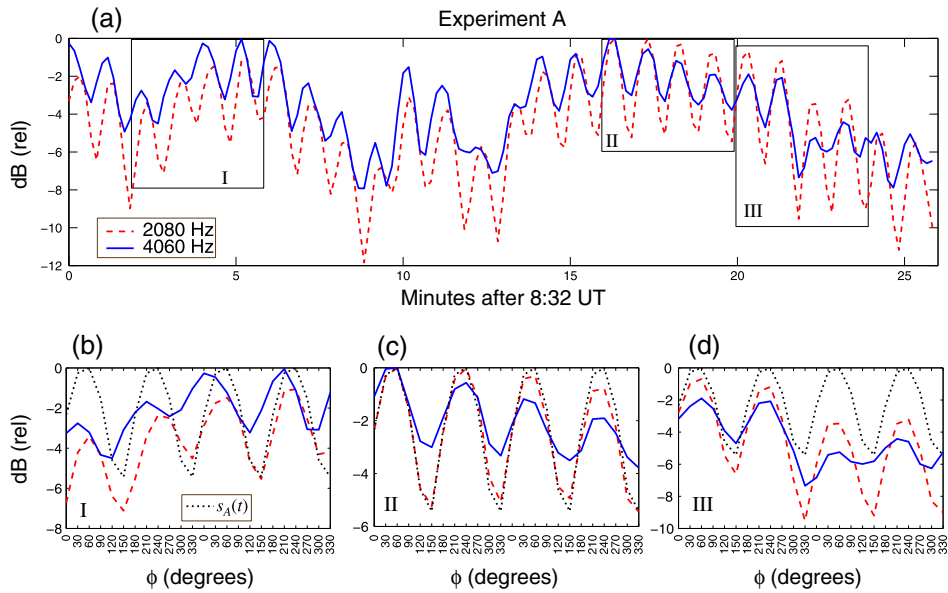 (a)
Experiment A
0
−2
−4
−6
−8
−10
−12
dB (rel)
I
II
III
2080 Hz
4060 Hz
0 5 10 15 20 25
Minutes after 8:32 UT
(b)
(c)
(d)
0
−2
−4
−6
−8
dB (rel)
I
s_A(t)
0 30 60 90 120 150 180 210 240 270 300 330 0 30 60 90 120 150 180 210 240 270 300 330
φ (degrees)
0
−2
−4
−6
II
0 30 60 90 120 150 180 210 240 270 300 330 0 30 60 90 120 150 180 210 240 270 300 330
φ (degrees)
0
−2
−4
−6
−8
−10
III
0 30 60 90 120 150 180 210 240 270 300 330 0 30 60 90 120 150 180 210 240 270 300 330
φ (degrees)